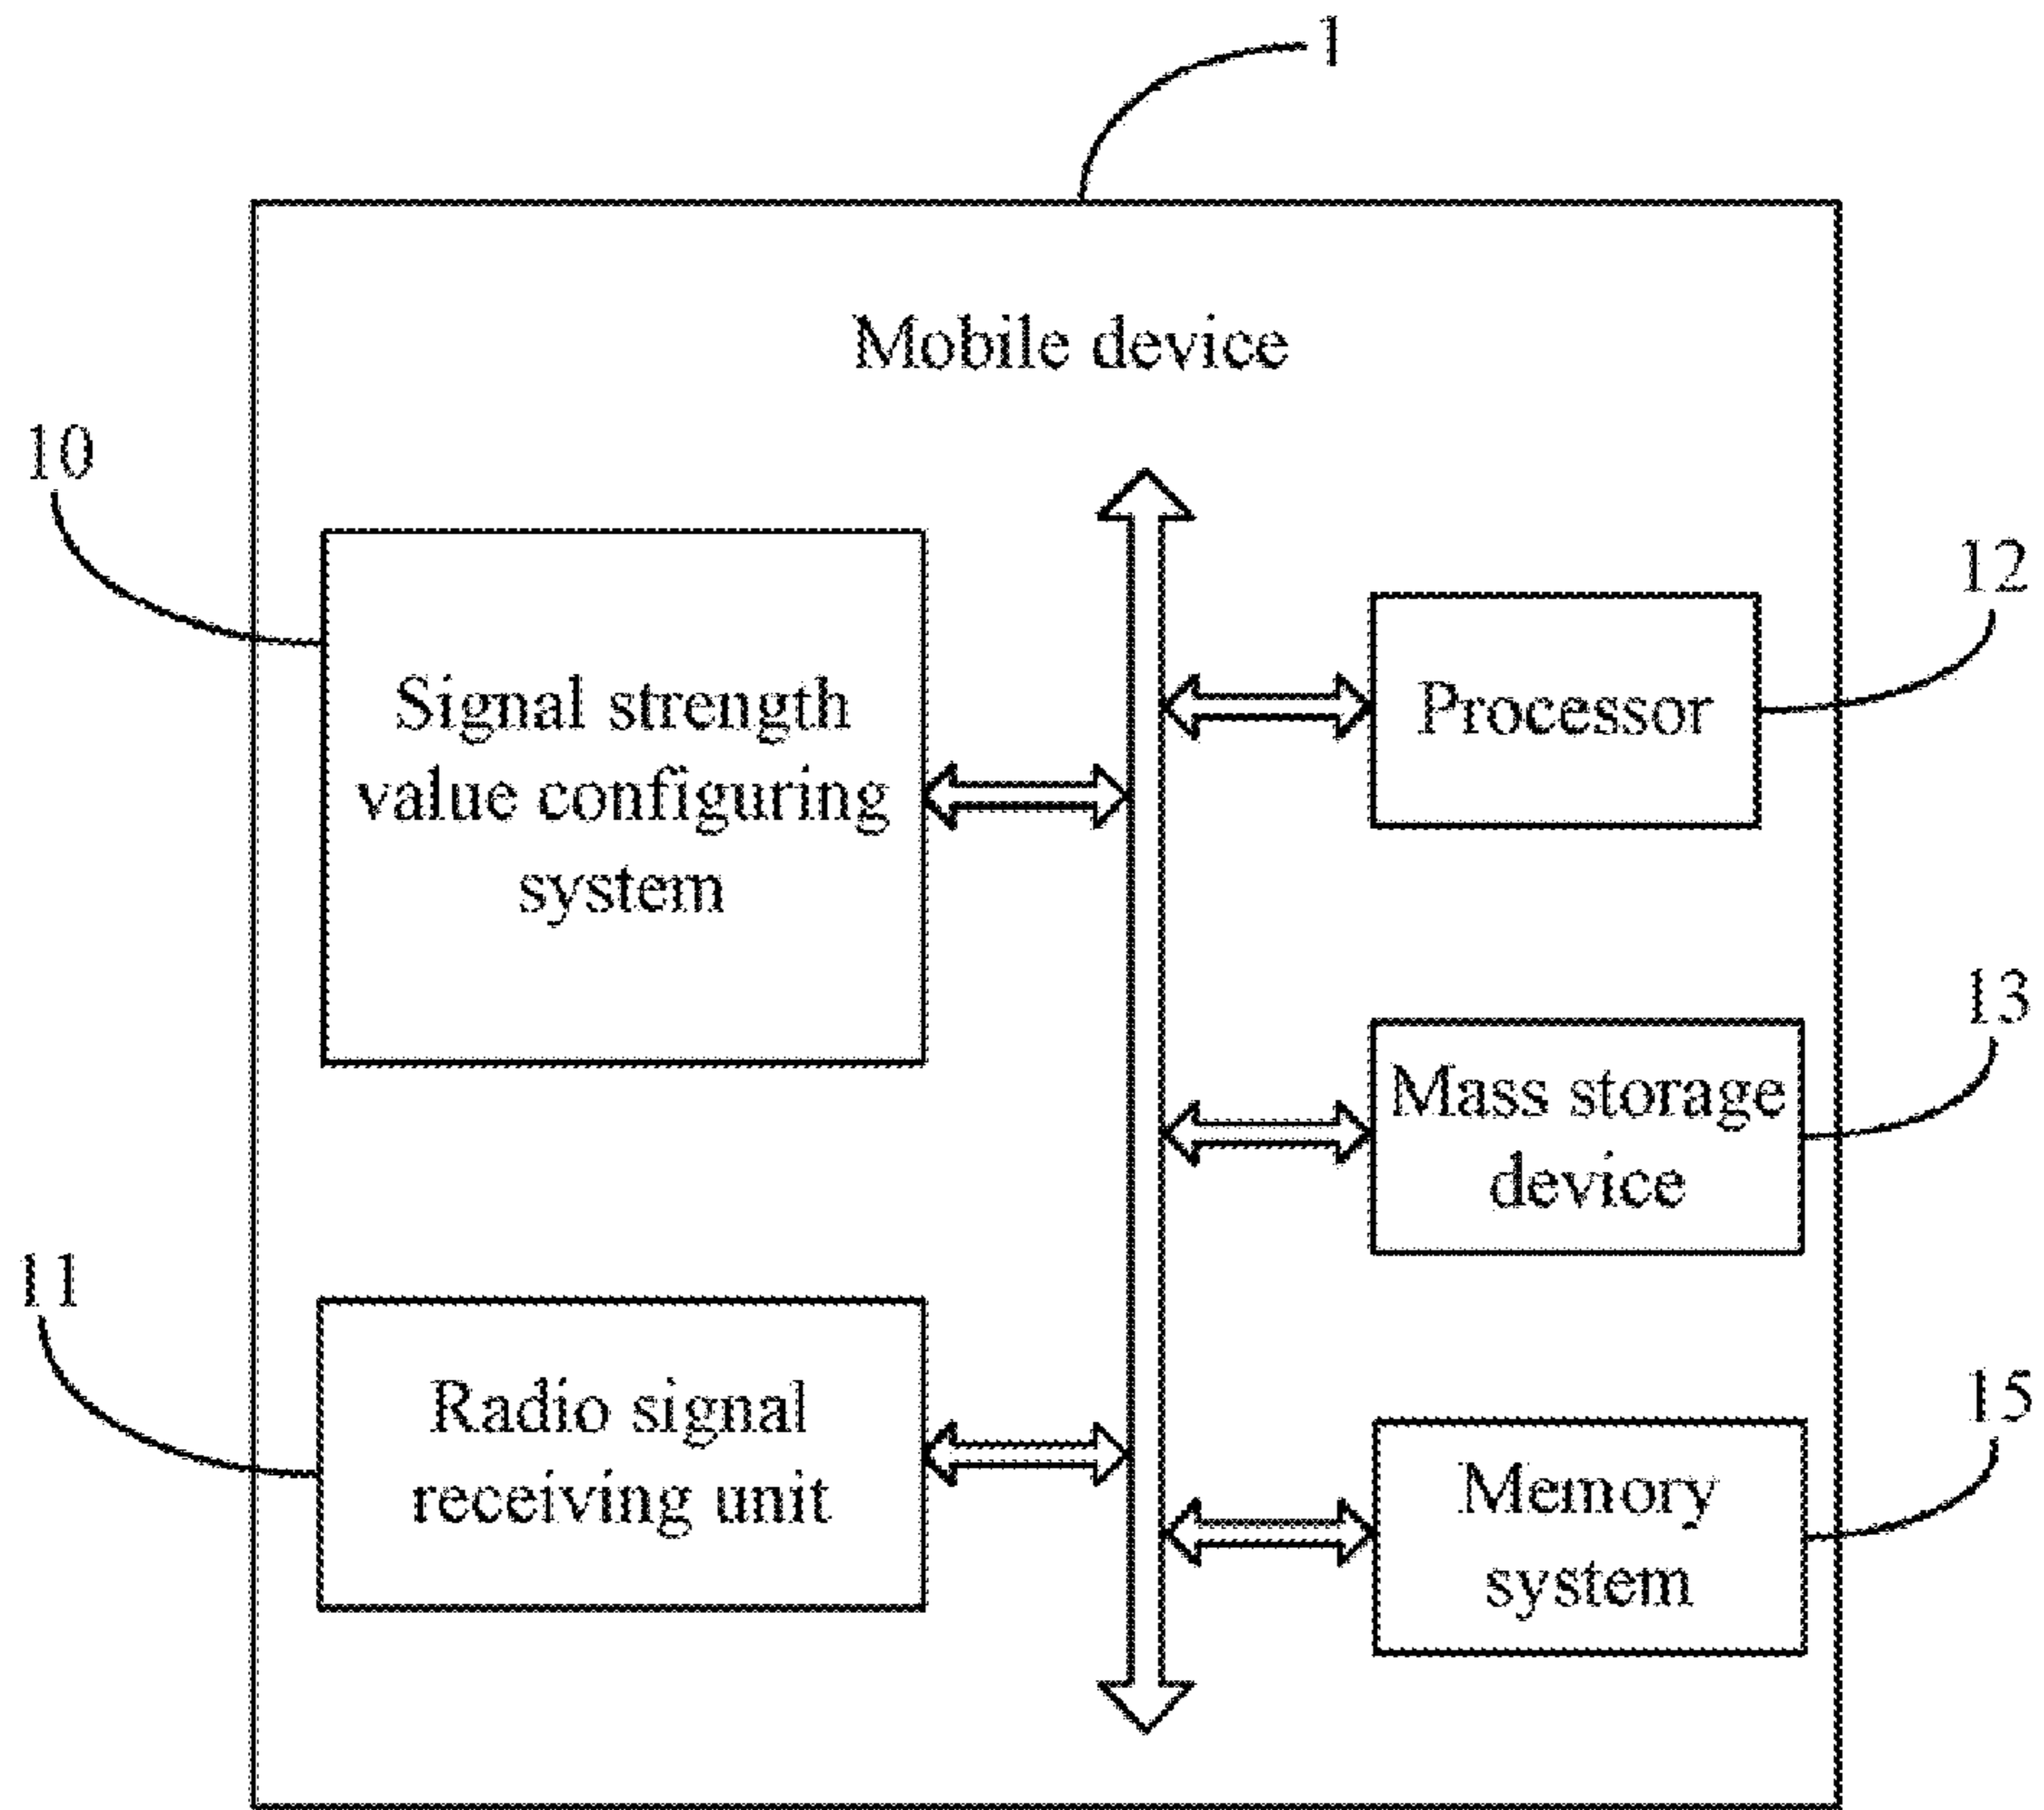 1
Mobile device
10
Signal strength
value configuring
system
12
Processor
13
Mass storage
device
11
Radio signal
receiving unit
15
Memory
system